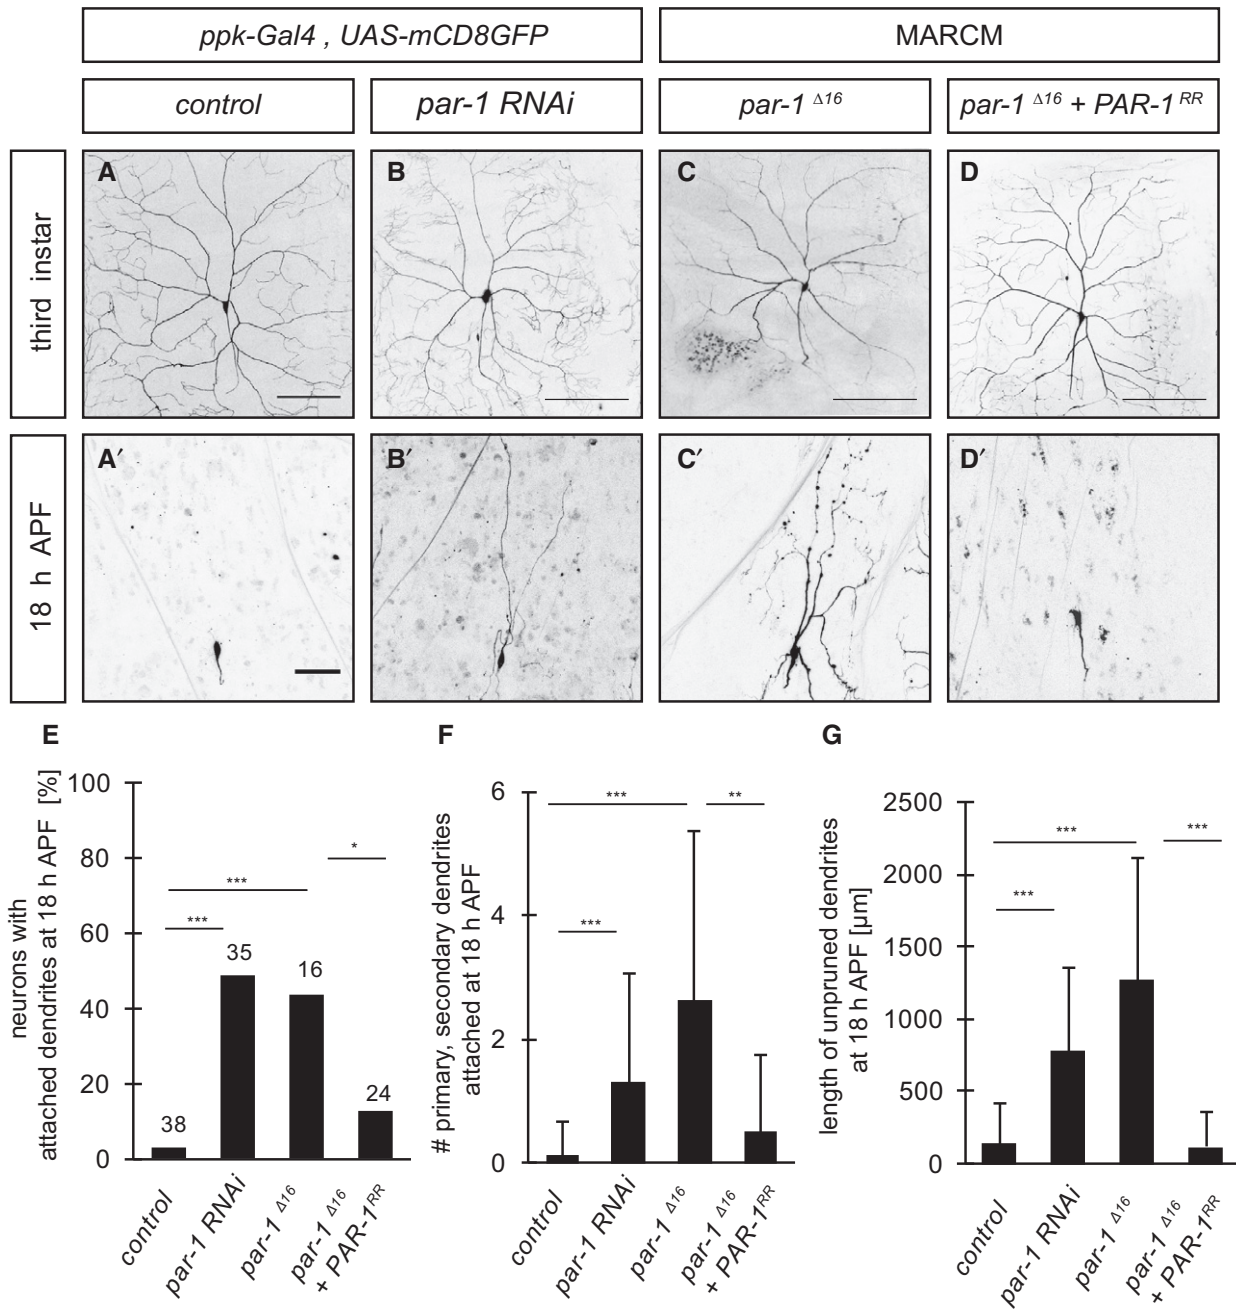 ppk-Gal4 , UAS-mCD8GFP
MARCM
control
par-1 RNAi
par-1 Δ16
par-1 Δ16 + PAR-1 RR
third instar
A
B
C
D
18 h APF
A′
B′
C′
D′
E
neurons with
attached dendrites at 18 h APF [%]
100
80
60
40
20
0
***
***
*
38
35
16
24
control
par-1 RNAi
par-1 Δ16
par-1 Δ16
+ PAR-1RR
F
# primary, secondary dendrites
attached at 18 h APF
6
4
2
0
***
***
**
control
par-1 RNAi
par-1 Δ16
par-1 Δ16
+ PAR-1RR
G
length of unpruned dendrites
at 18 h APF [µm]
2500
2000
1500
1000
500
0
***
***
***
control
par-1 RNAi
par-1 Δ16
par-1 Δ16
+ PAR-1RR